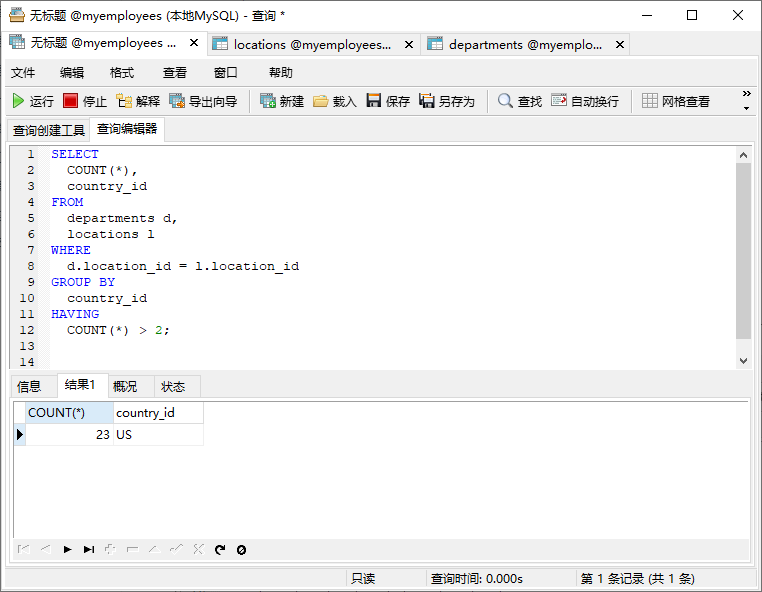 无标题 @myemployees (本地MySQL) - 查询 *
无标题 @myemployees ... locations @myemployees... departments @myemplo...
文件 编辑 格式 查看 窗口 帮助
运行 停止 解释 导出向导 新建 载入 保存 另存为 查找 自动换行 网格查看
查询创建工具 查询编辑器
1 SELECT
2 COUNT(*),
3 country_id
4 FROM
5 departments d,
6 locations l
7 WHERE
8 d.location_id = l.location_id
9 GROUP BY
10 country_id
11 HAVING
12 COUNT(*) > 2;
13
14
信息 结果1 概况 状态
COUNT(*) country_id
23 US
只读 查询时间: 0.000s 第 1 条记录 (共 1 条)